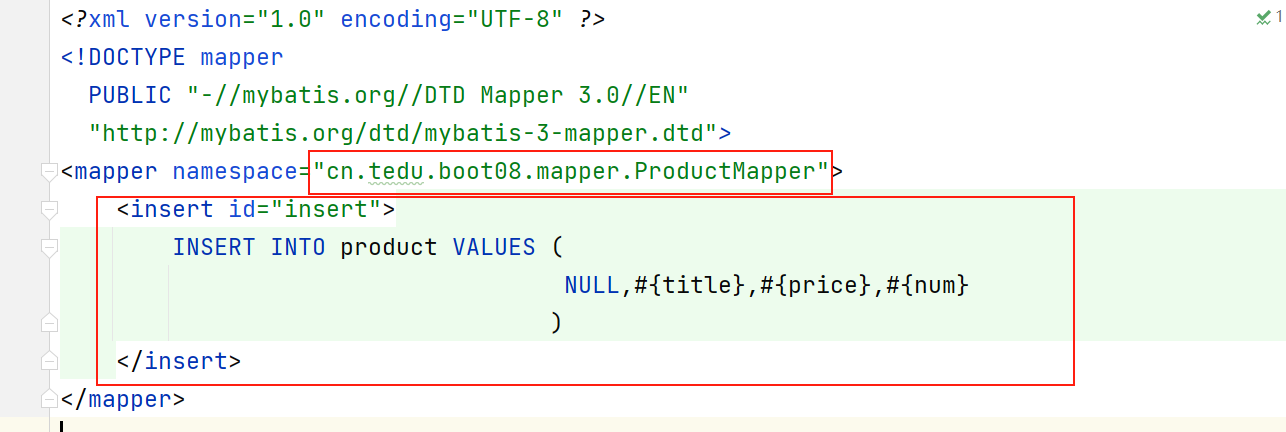 <?xml version="1.0" encoding="UTF-8" ?>
<!DOCTYPE mapper
PUBLIC "-//mybatis.org//DTD Mapper 3.0//EN"
"http://mybatis.org/dtd/mybatis-3-mapper.dtd">
<mapper namespace="cn.tedu.boot08.mapper.ProductMapper">
<insert id="insert">
INSERT INTO product VALUES (
NULL,#{title},#{price},#{num}
)
</insert>
</mapper>
1